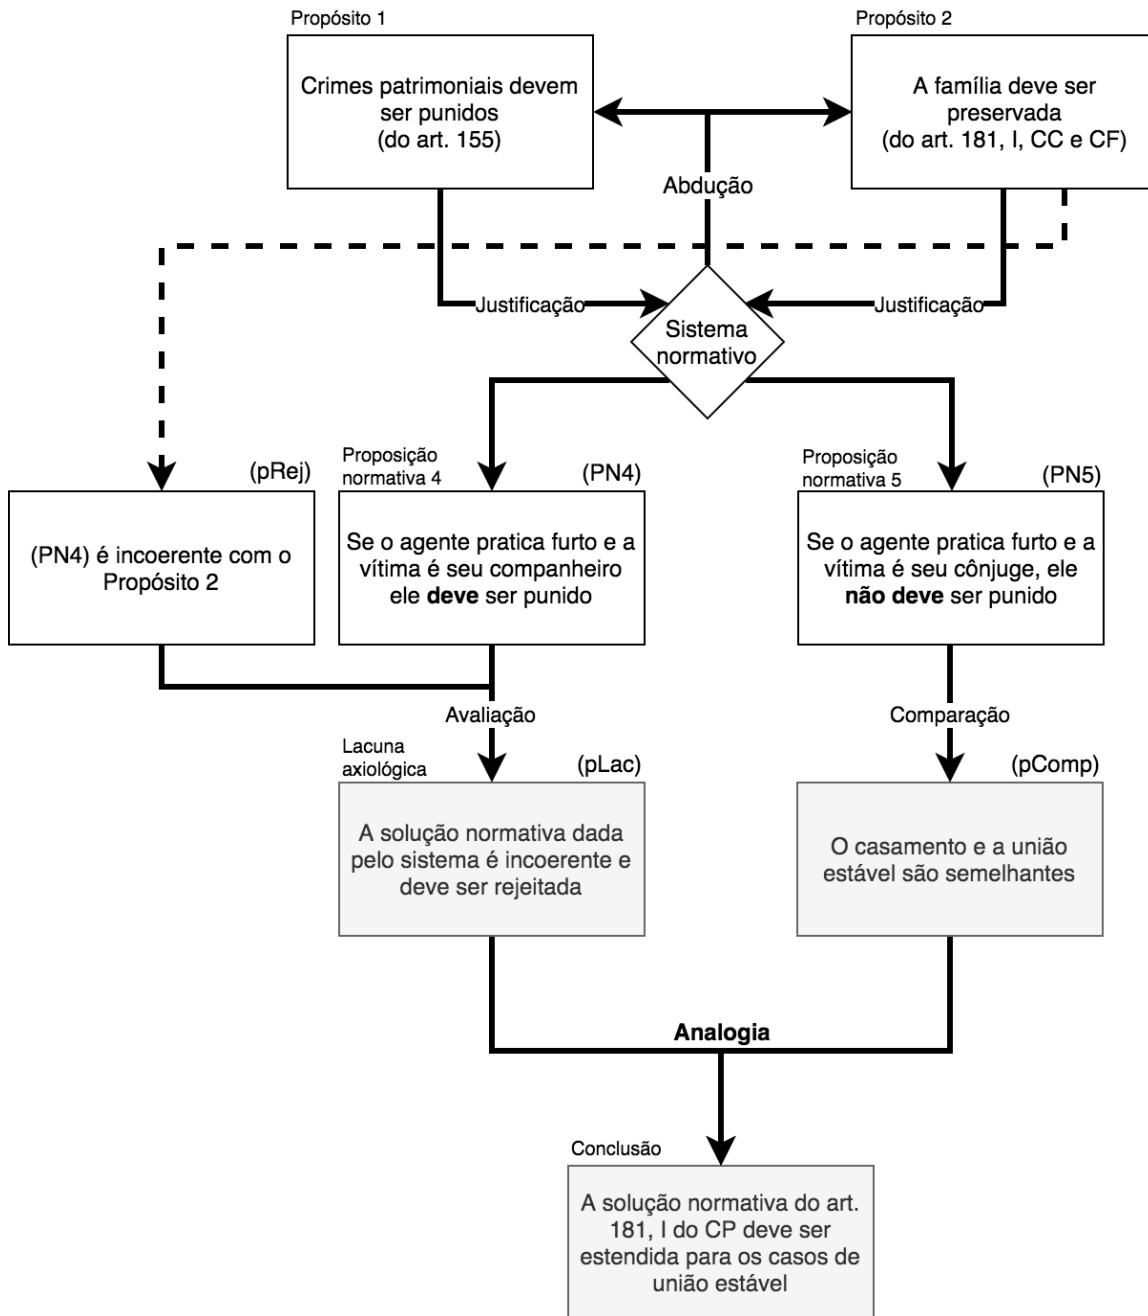 Propósito 1
Crimes patrimoniais devem
ser punidos
(do art. 155)
Propósito 2
A família deve ser
preservada
(do art. 181, I, CC e CF)
Abdução
Justificação
Justificação
Sistema
normativo
(pRej)
(PN4) é incoerente com o
Propósito 2
Proposição
normativa 4
(PN4)
Se o agente pratica furto e a
vítima é seu companheiro
ele deve ser punido
Proposição
normativa 5
(PN5)
Se o agente pratica furto e a
vítima é seu cônjuge, ele
não deve ser punido
Avaliação
Comparação
Lacuna
axiológica
(pLac)
A solução normativa dada
pelo sistema é incoerente e
deve ser rejeitada
(pComp)
O casamento e a união
estável são semelhantes
Analogia
Conclusão
A solução normativa do art.
181, I do CP deve ser
estendida para os casos de
união estável